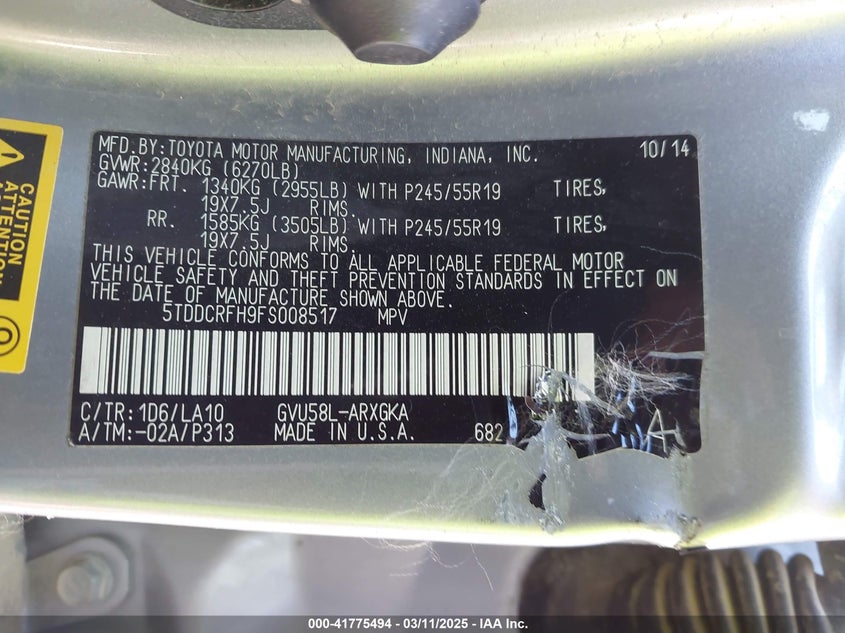 MFD.BY:TOYOTA MOTOR MANUFACTURING, INDIANA, INC. 10/14
GVWR:2840KG (6270LB)
GAWR:FRT. 1340KG (2955LB) WITH P245/55R19 TIRES,
19X7.5J RIMS.
RR. 1585KG (3505LB) WITH P245/55R19 TIRES,
19X7.5J RIMS.
THIS VEHICLE CONFORMS TO ALL APPLICABLE FEDERAL MOTOR
VEHICLE SAFETY AND THEFT PREVENTION STANDARDS IN EFFECT ON
THE DATE OF MANUFACTURE SHOWN ABOVE.
5TDDCRFH9FS008517 MPV
C/TR:1D6/LA10 GVU58L-ARXGKA
A/TM:-02A/P313 MADE IN U.S.A. 682
CAUTION
ATTENTION
000-41775494 - 03/11/2025 - IAA, Inc.